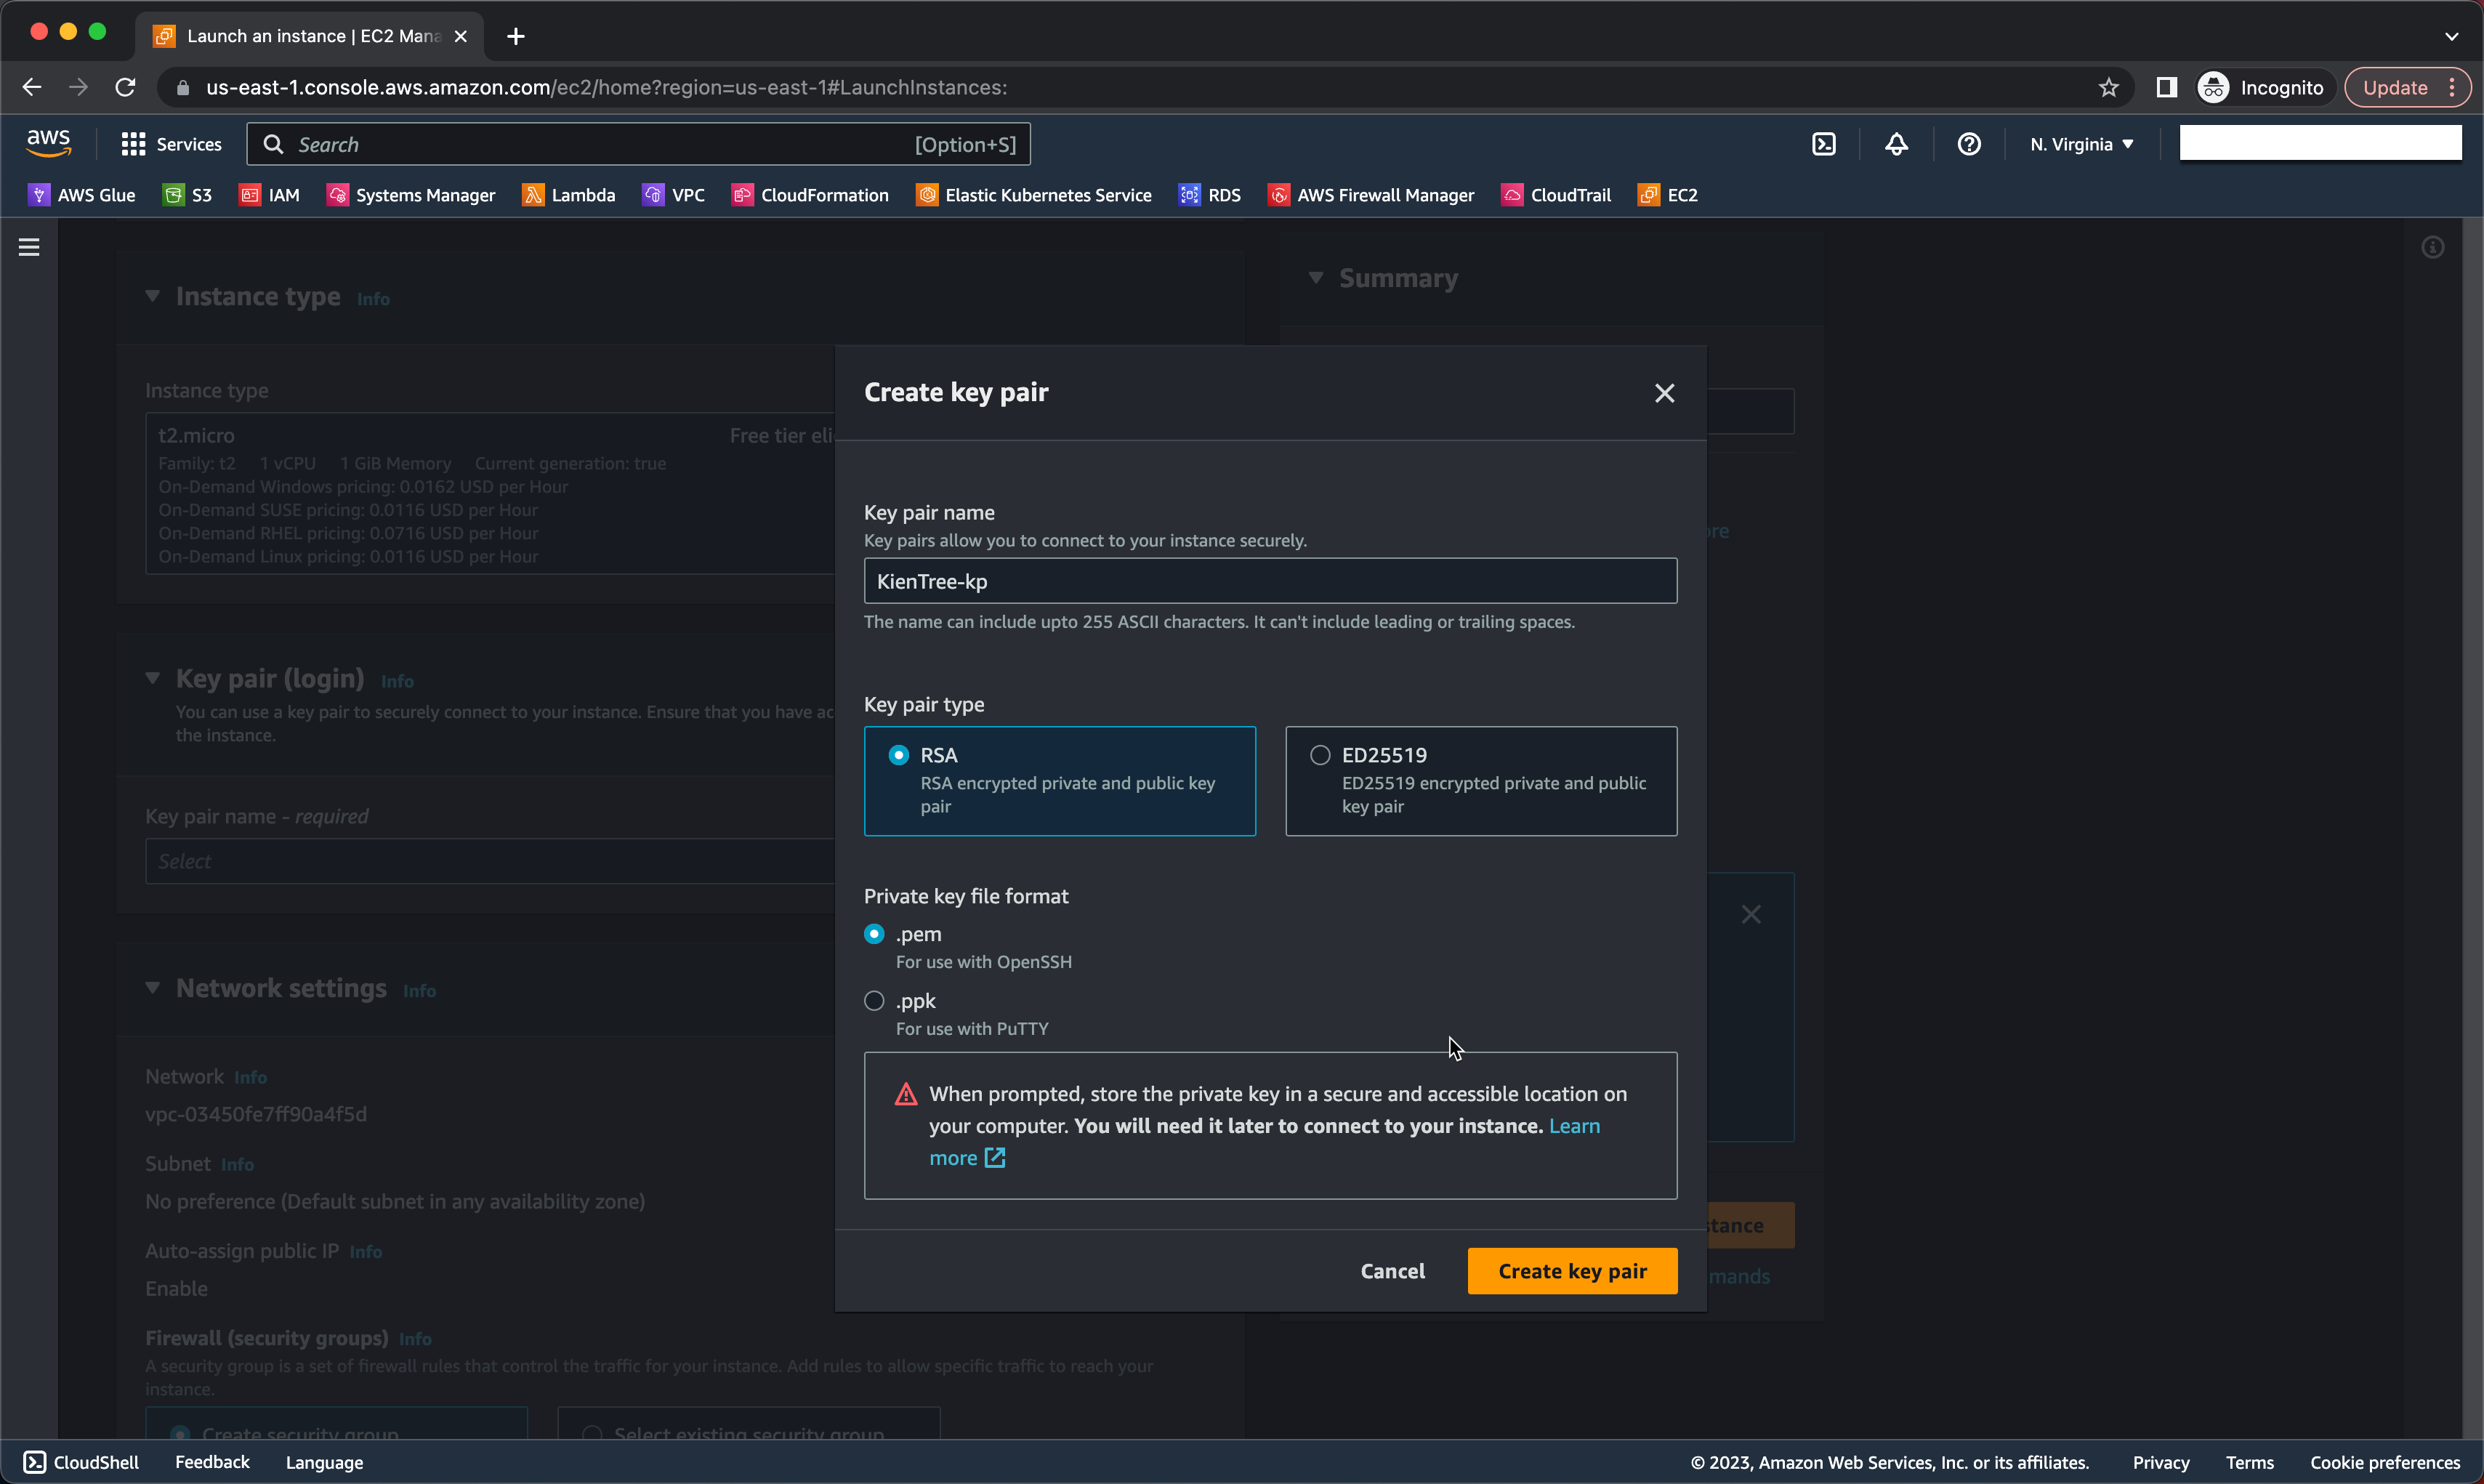 Launch an instance | EC2 Mana
us-east-1.console.aws.amazon.com/ec2/home?region=us-east-1#LaunchInstances:
Incognito
Update
aws
Services
Search
[Option+S]
N. Virginia
AWS Glue
S3
IAM
Systems Manager
Lambda
VPC
CloudFormation
Elastic Kubernetes Service
RDS
AWS Firewall Manager
CloudTrail
EC2
Instance type Info
Instance type
t2.micro
Free tier eli
Family: t2 1 vCPU 1 GiB Memory Current generation: true
On-Demand Windows pricing: 0.0162 USD per Hour
On-Demand SUSE pricing: 0.0116 USD per Hour
On-Demand RHEL pricing: 0.0716 USD per Hour
On-Demand Linux pricing: 0.0116 USD per Hour
Key pair (login) Info
You can use a key pair to securely connect to your instance. Ensure that you have ac
the instance.
Key pair name - required
Select
Network settings Info
Network Info
vpc-03450fe7ff90a4f5d
Subnet Info
No preference (Default subnet in any availability zone)
Auto-assign public IP Info
Enable
Firewall (security groups) Info
A security group is a set of firewall rules that control the traffic for your instance. Add rules to allow specific traffic to reach your
instance.
Create security group
Select existing security group
Create key pair
Key pair name
Key pairs allow you to connect to your instance securely.
KienTree-kp
The name can include upto 255 ASCII characters. It can't include leading or trailing spaces.
Key pair type
RSA
RSA encrypted private and public key
pair
ED25519
ED25519 encrypted private and public
key pair
Private key file format
.pem
For use with OpenSSH
.ppk
For use with PuTTY
When prompted, store the private key in a secure and accessible location on
your computer. You will need it later to connect to your instance. Learn
more
Cancel
Create key pair
Summary
ore
stance
mands
CloudShell
Feedback
Language
© 2023, Amazon Web Services, Inc. or its affiliates.
Privacy
Terms
Cookie preferences